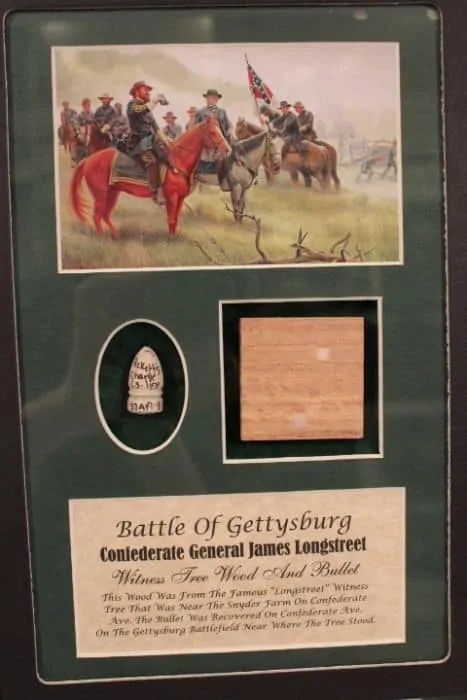 Pickett's
Charge
Battle Of Gettysburg
Confederate General James Longstreet
Witness Tree Wood And Bullet
This Wood Was From The Famous "Longstreet" Witness
Tree That Was Near The Snyder Farm On Confederate
Ave. The Bullet Was Recovered On Confederate Ave.
On The Gettysburg Battlefield Near Where The Tree Stood.